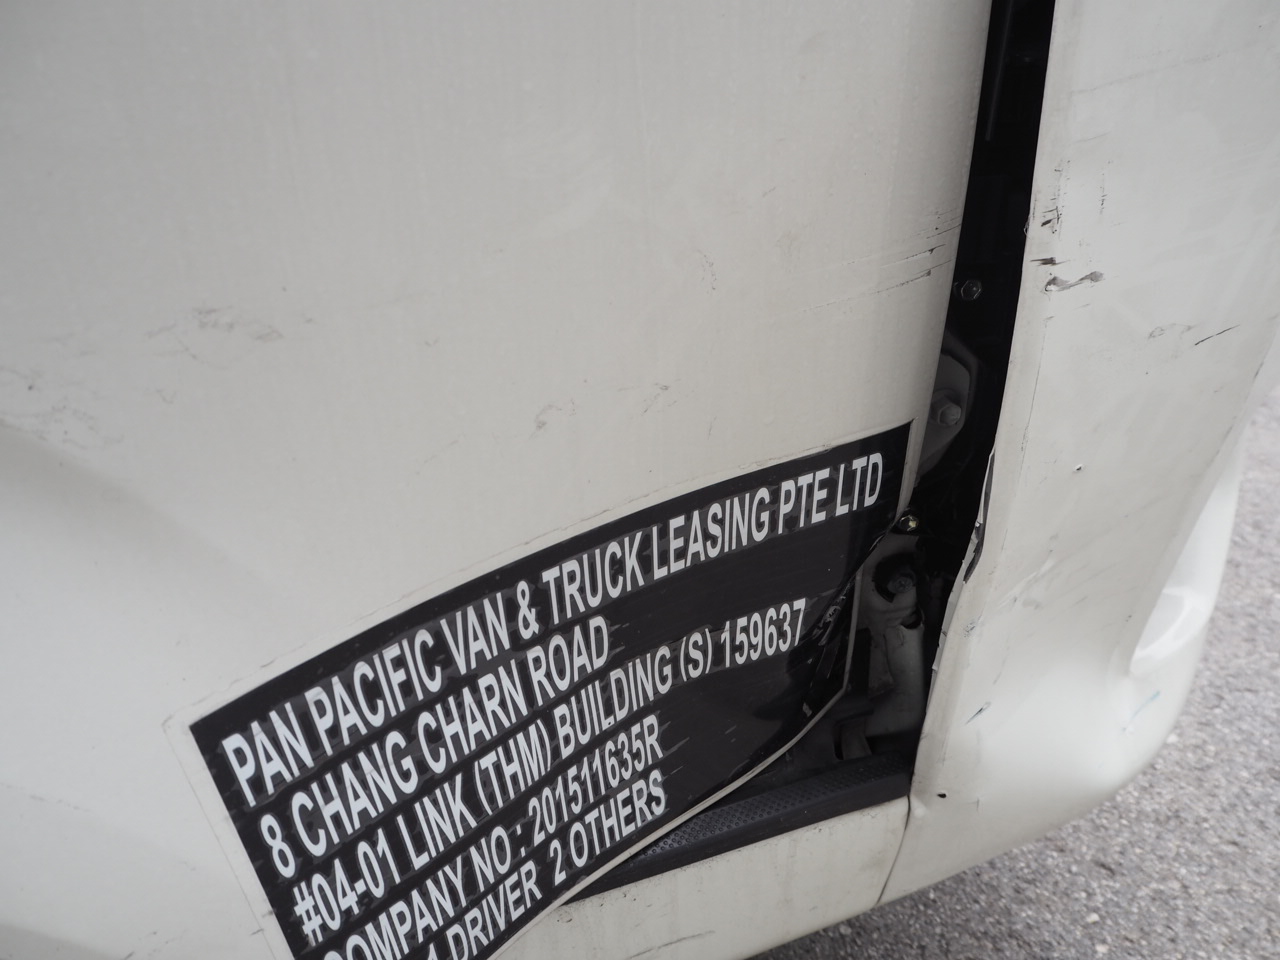 PAN PACIFIC VAN & TRUCK LEASING PTE LTD
8 CHANG CHARN ROAD
#04-01 LINK (THM) BUILDING (S) 159637
COMPANY NO : 201511635R
1 DRIVER 2 OTHERS